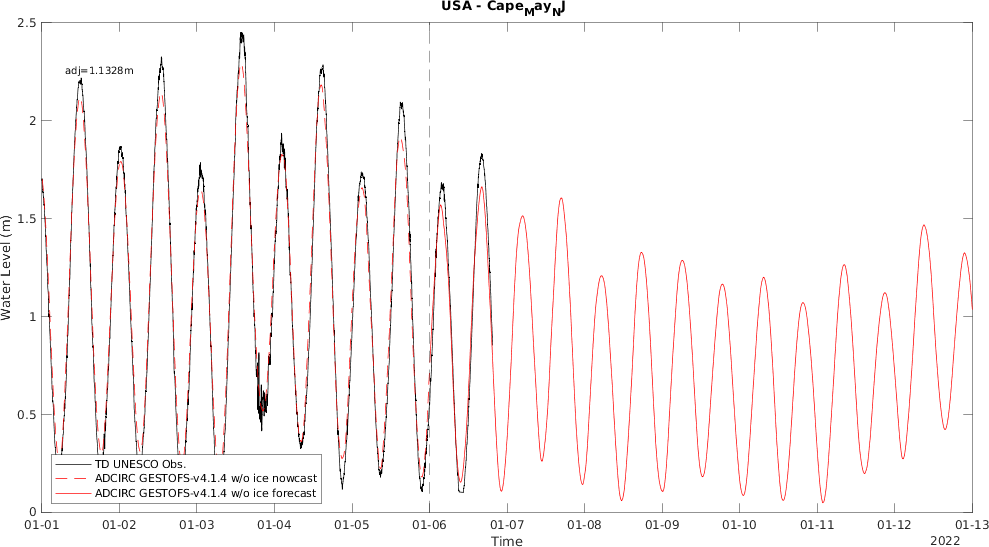 USA - Cape_May_NJ
adj=1.1328m
2.5
2
1.5
1
0.5
0
Water Level (m)
TD UNESCO Obs.
ADCIRC GESTOFS-v4.1.4 w/o ice nowcast
ADCIRC GESTOFS-v4.1.4 w/o ice forecast
01-01 01-02 01-03 01-04 01-05 01-06 01-07 01-08 01-09 01-10 01-11 01-12 01-13
Time
2022